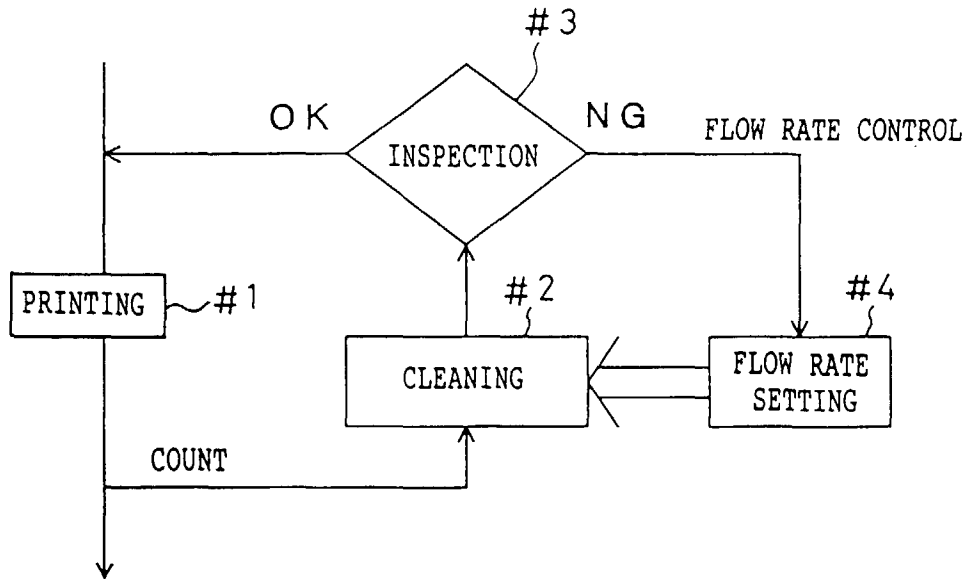 #3
OK
NG
FLOW RATE CONTROL
INSPECTION
PRINTING
#1
#2
#4
CLEANING
FLOW RATE
SETTING
COUNT